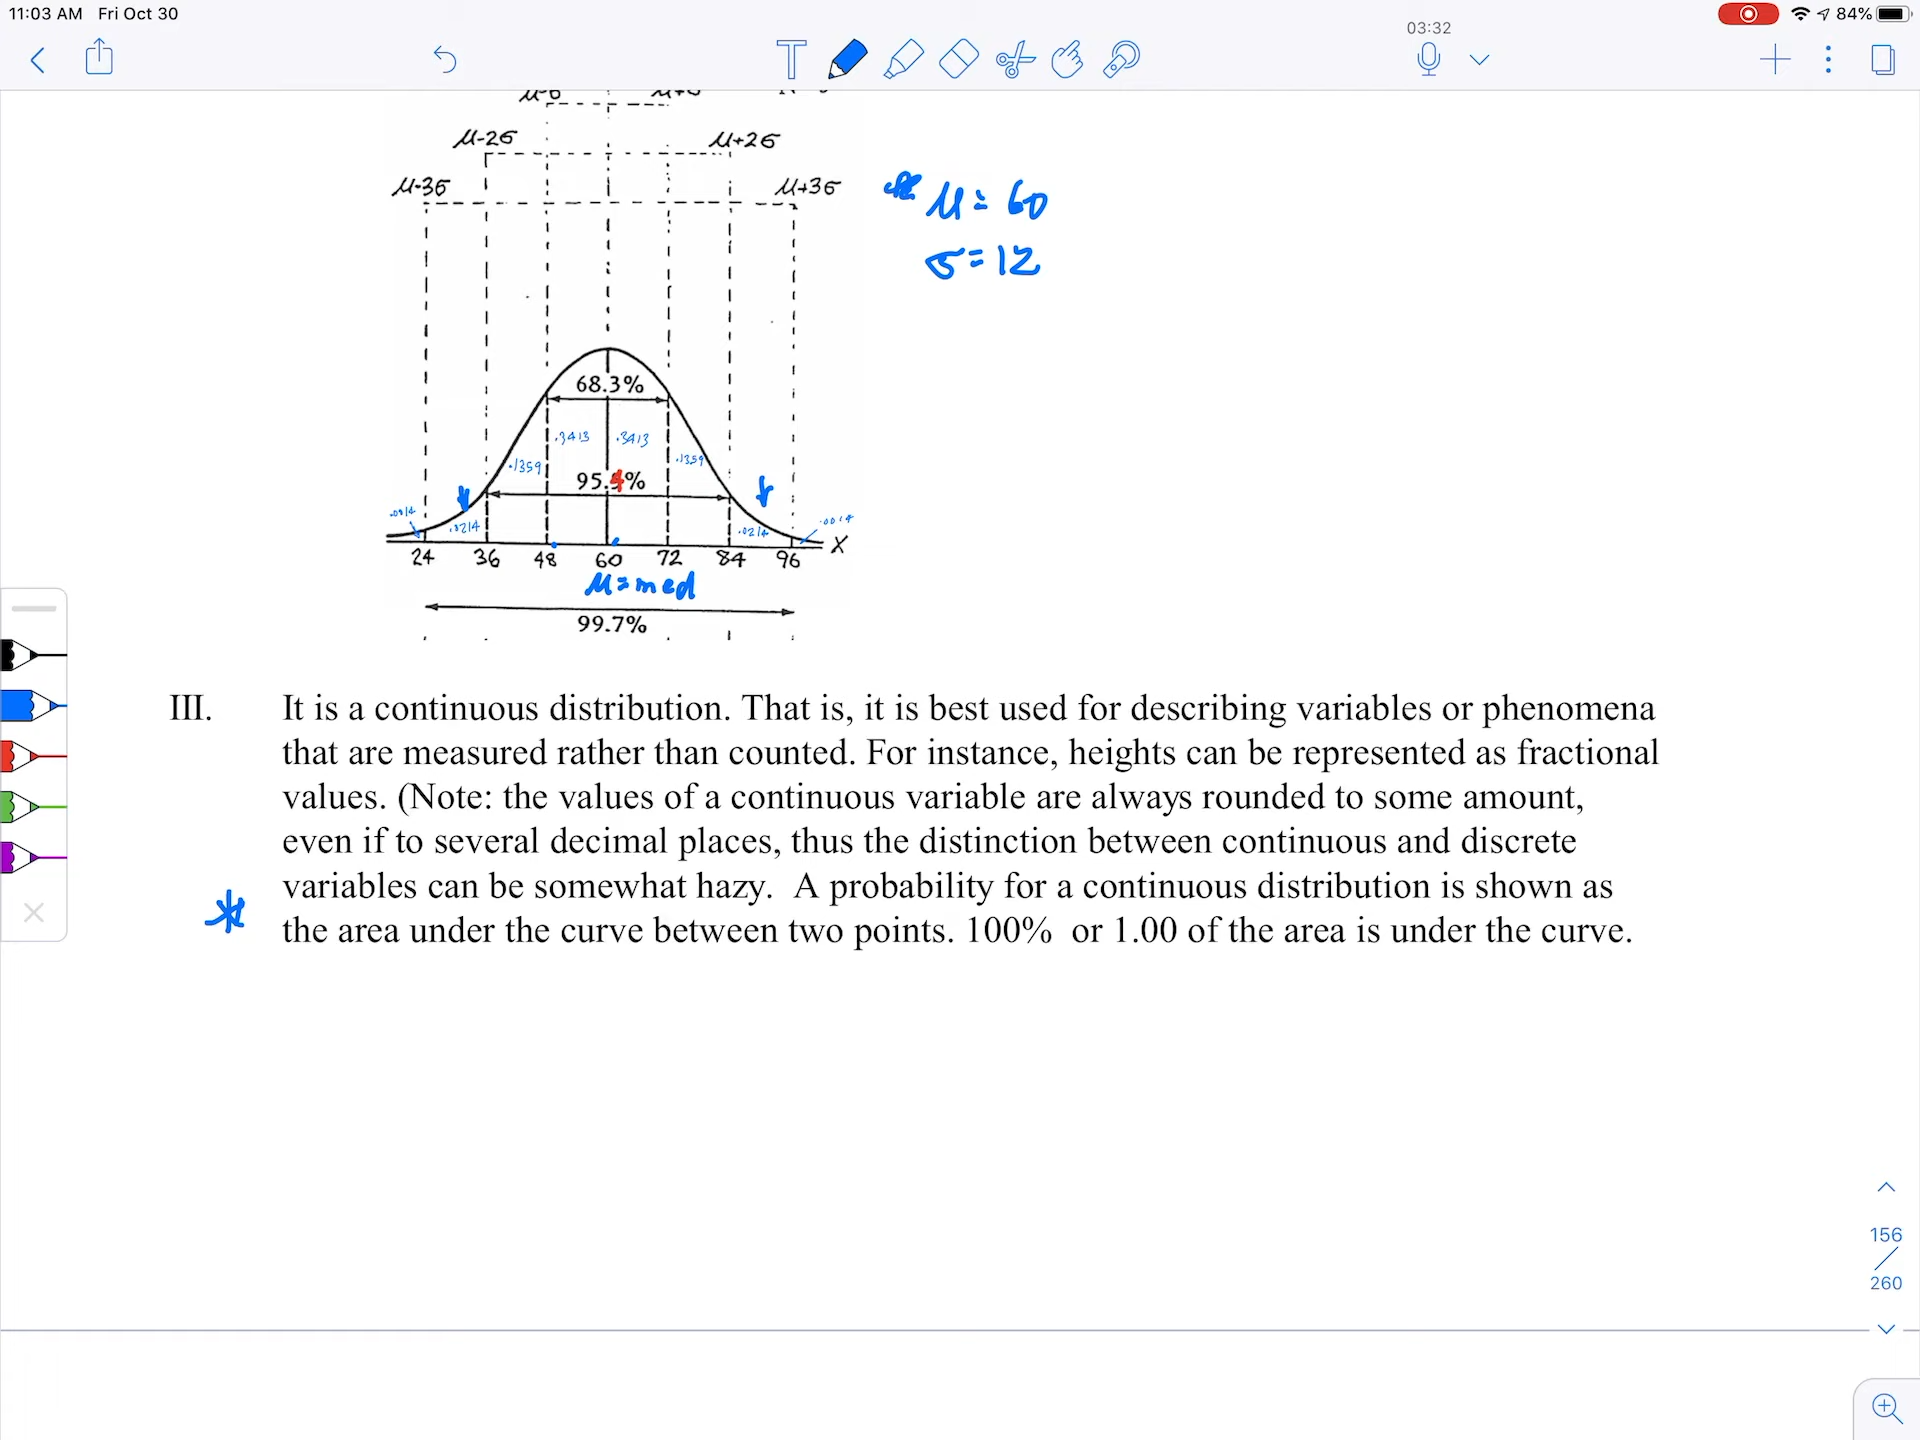 11:03 AM Fri Oct 30
84%
03:32
μ-2σ μ+2σ
μ-3σ μ+3σ
μ = 60
σ = 12
68.3%
.3413 .3413
.1359 .1359
95.4%
.0014 .0214 .0214 .0014
24 36 48 60 72 84 96 X
μ = med
99.7%
III. It is a continuous distribution. That is, it is best used for describing variables or phenomena
that are measured rather than counted. For instance, heights can be represented as fractional
values. (Note: the values of a continuous variable are always rounded to some amount,
even if to several decimal places, thus the distinction between continuous and discrete
variables can be somewhat hazy. A probability for a continuous distribution is shown as
* the area under the curve between two points. 100% or 1.00 of the area is under the curve.
156
/
260